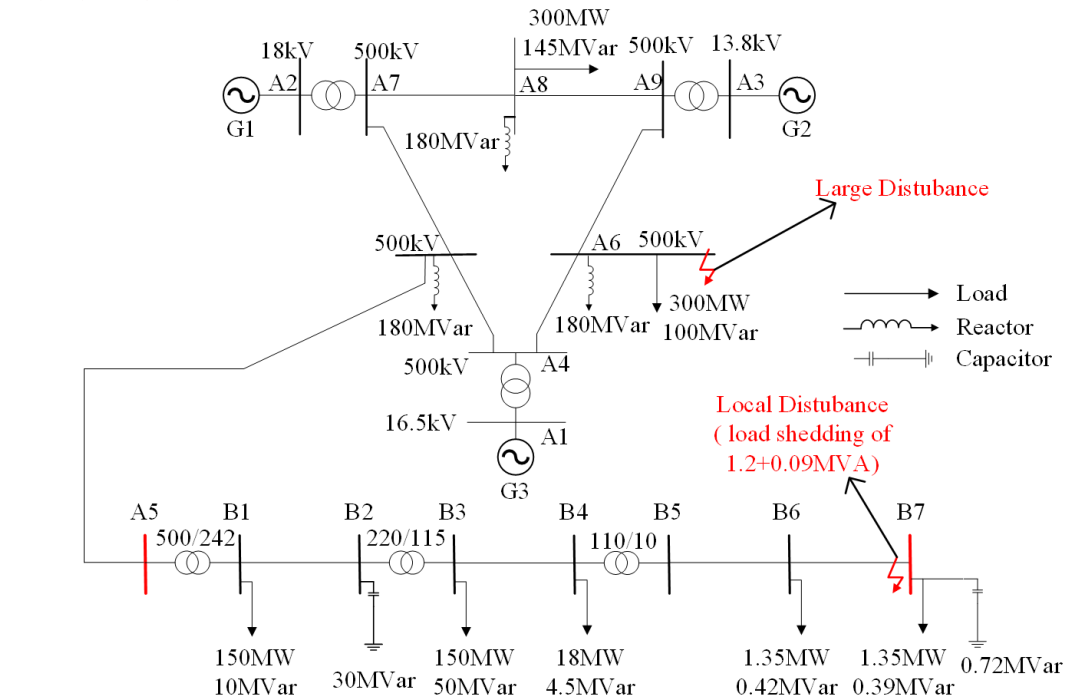 300MW
18kV 500kV 145MVar 500kV 13.8kV
A2 A7 A8 A9 A3
G1 G2
180MVar
Large Distubance
500kV A6 500kV
300MW
180MVar 180MVar 100MVar
Load
Reactor
Capacitor
500kV A4
16.5kV A1
G3
Local Distubance
( load shedding of
1.2+0.09MVA)
A5 B1 B2 B3 B4 B5 B6 B7
500/242 220/115 110/10
150MW 150MW 18MW 1.35MW 1.35MW 0.72MVar
10MVar 30MVar 50MVar 4.5MVar 0.42MVar 0.39MVar